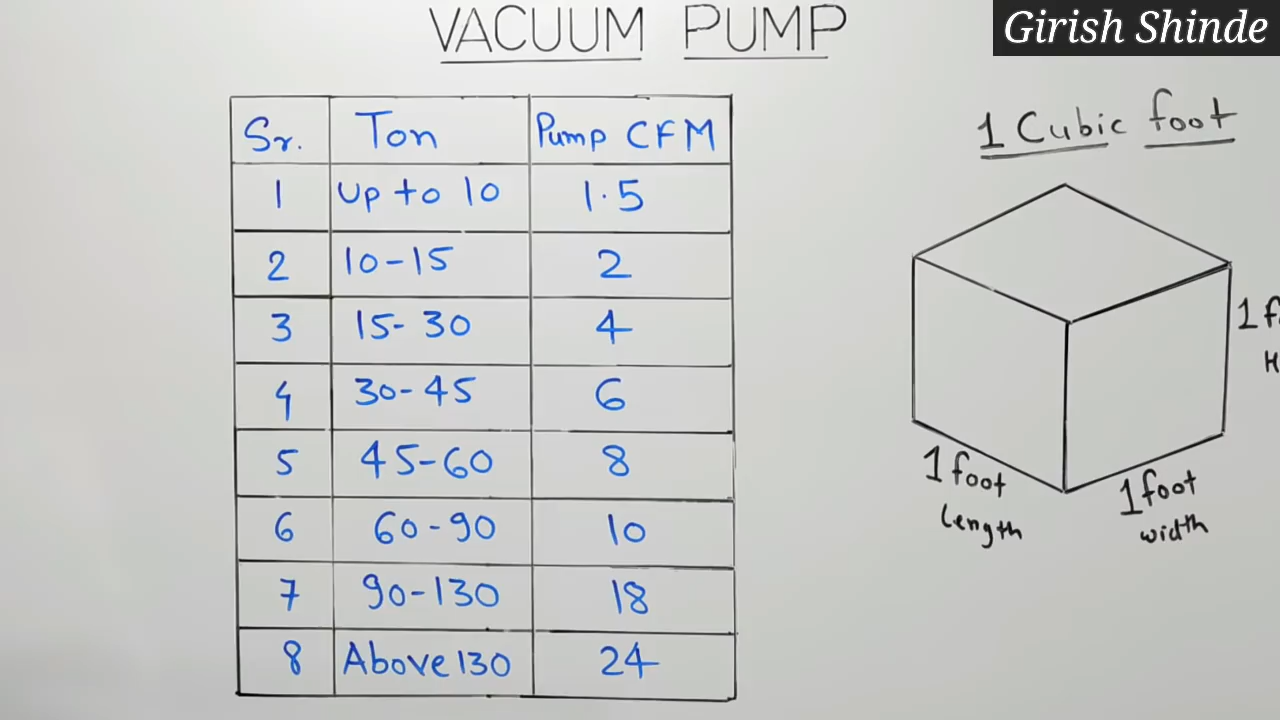 VACUUM PUMP
Girish Shinde
Sr. Ton Pump CFM
1 Up to 10 1.5
2 10-15 2
3 15-30 4
4 30-45 6
5 45-60 8
6 60-90 10
7 90-130 18
8 Above 130 24
1 Cubic foot
1 foot
length
1 foot
width
1 f
H